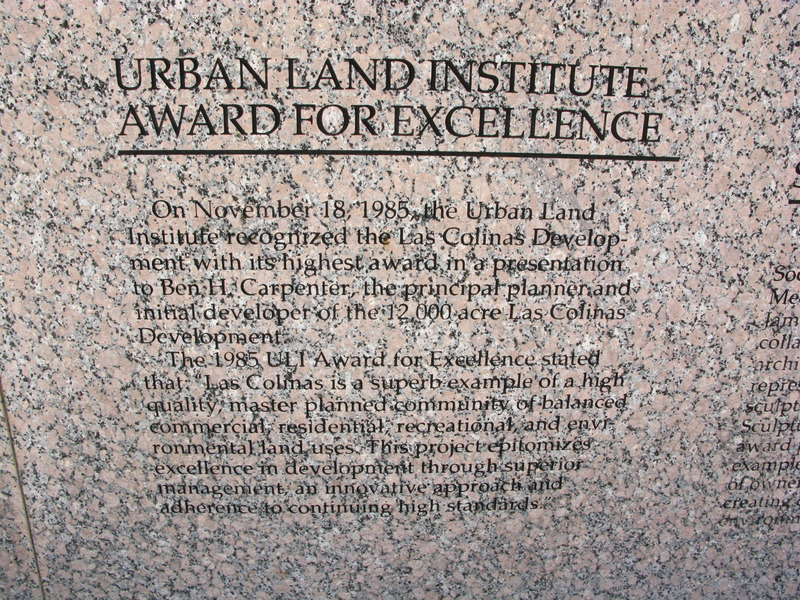 URBAN LAND INSTITUTE
AWARD FOR EXCELLENCE
On November 18, 1985, the Urban Land
Institute recognized the Las Colinas Develop-
ment with its highest award in a presentation
to Ben H. Carpenter, the principal planner and
initial developer of the 12,000 acre Las Colinas
Development.
The 1985 ULI Award for Excellence stated
that: "Las Colinas is a superb example of a high
quality, master planned community of balanced
commercial, residential, recreational, and envi-
ronmental land uses. This project epitomizes
excellence in development through superior
management, an innovative approach and
adherence to continuing high standards."